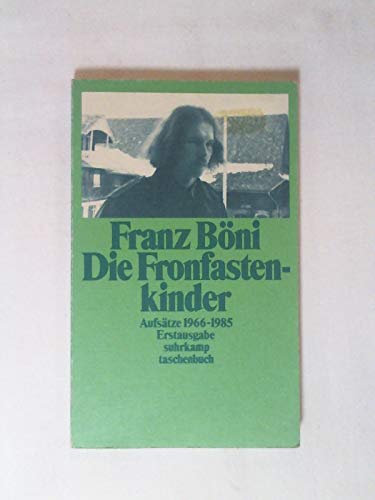 Franz Böni
Die Fronfasten-
kinder
Aufsätze 1966-1985
Erstausgabe
suhrkamp
taschenbuch